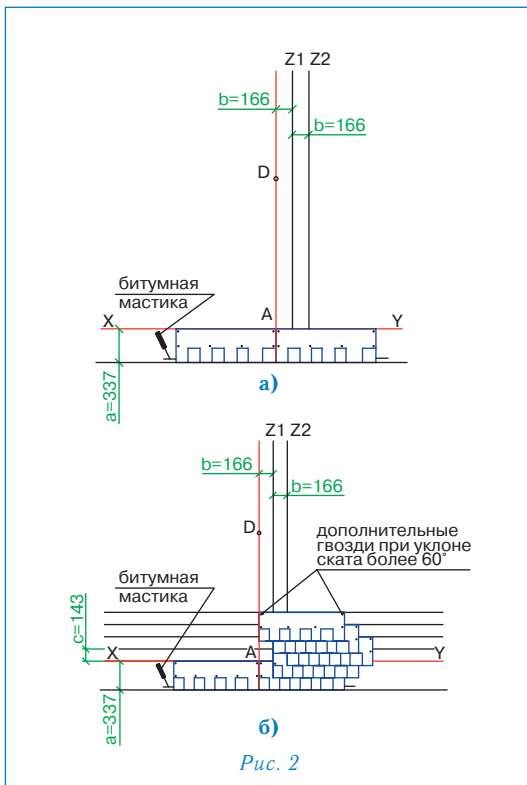 Z1 Z2
b=166
b=166
D
битумная
мастика
X
A
Y
a=337
а)
Z1 Z2
b=166
b=166
D
дополнительные
гвозди при уклоне
ската более 60°
битумная
мастика
c=143
X
A
Y
a=337
б)
Рис. 2